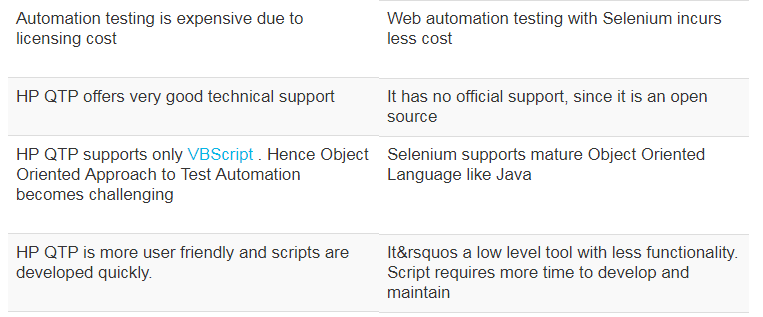 Automation testing is expensive due to
licensing cost
Web automation testing with Selenium incurs
less cost
HP QTP offers very good technical support
It has no official support, since it is an open
source
HP QTP supports only VBScript . Hence Object
Oriented Approach to Test Automation
becomes challenging
Selenium supports mature Object Oriented
Language like Java
HP QTP is more user friendly and scripts are
developed quickly.
It&rsquos a low level tool with less functionality.
Script requires more time to develop and
maintain